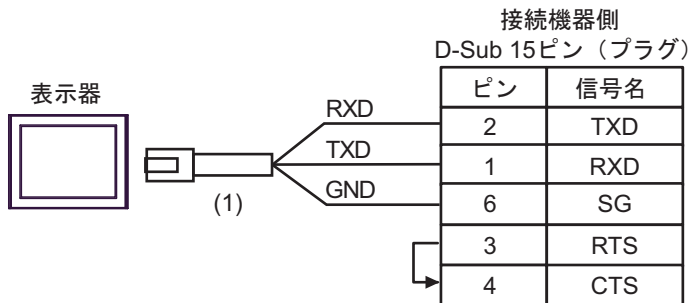 接続機器側
D-Sub 15ピン（プラグ）
表示器
ピン 信号名
RXD 2 TXD
TXD 1 RXD
GND 6 SG
(1)
3 RTS
4 CTS